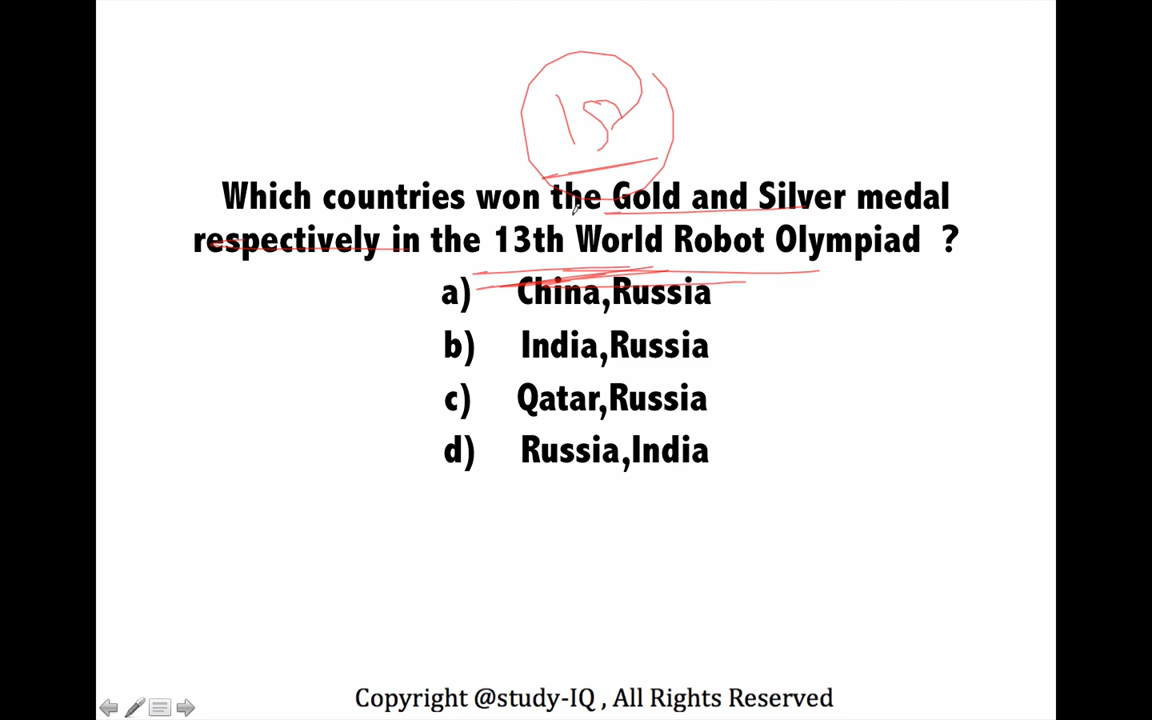 Which countries won the Gold and Silver medal
respectively in the 13th World Robot Olympiad ?
a) China,Russia
b) India,Russia
c) Qatar,Russia
d) Russia,India
Copyright @study-IQ , All Rights Reserved